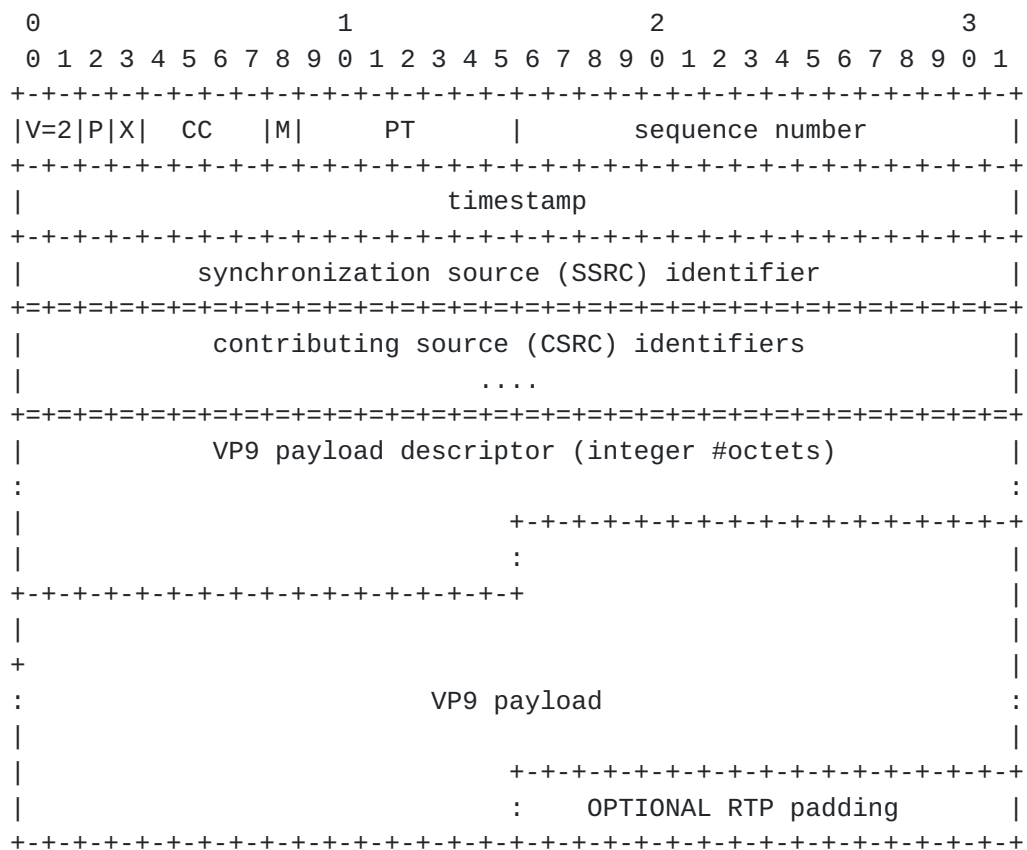 0                   1                   2                   3
 0 1 2 3 4 5 6 7 8 9 0 1 2 3 4 5 6 7 8 9 0 1 2 3 4 5 6 7 8 9 0 1
+-+-+-+-+-+-+-+-+-+-+-+-+-+-+-+-+-+-+-+-+-+-+-+-+-+-+-+-+-+-+-+-+
|V=2|P|X|  CC   |M|     PT      |       sequence number         |
+-+-+-+-+-+-+-+-+-+-+-+-+-+-+-+-+-+-+-+-+-+-+-+-+-+-+-+-+-+-+-+-+
|                           timestamp                           |
+-+-+-+-+-+-+-+-+-+-+-+-+-+-+-+-+-+-+-+-+-+-+-+-+-+-+-+-+-+-+-+-+
|           synchronization source (SSRC) identifier            |
+=+=+=+=+=+=+=+=+=+=+=+=+=+=+=+=+=+=+=+=+=+=+=+=+=+=+=+=+=+=+=+=+
|            contributing source (CSRC) identifiers             |
|                             ....                              |
+=+=+=+=+=+=+=+=+=+=+=+=+=+=+=+=+=+=+=+=+=+=+=+=+=+=+=+=+=+=+=+=+
|            VP9 payload descriptor (integer #octets)           |
:                                                               :
|                               +-+-+-+-+-+-+-+-+-+-+-+-+-+-+-+-+
|                               :                               |
+-+-+-+-+-+-+-+-+-+-+-+-+-+-+-+-+                               |
|                                                               |
+                                                               |
:                          VP9 payload                          :
|                                                               |
|                               +-+-+-+-+-+-+-+-+-+-+-+-+-+-+-+-+
|                               :    OPTIONAL RTP padding       |
+-+-+-+-+-+-+-+-+-+-+-+-+-+-+-+-+-+-+-+-+-+-+-+-+-+-+-+-+-+-+-+-+